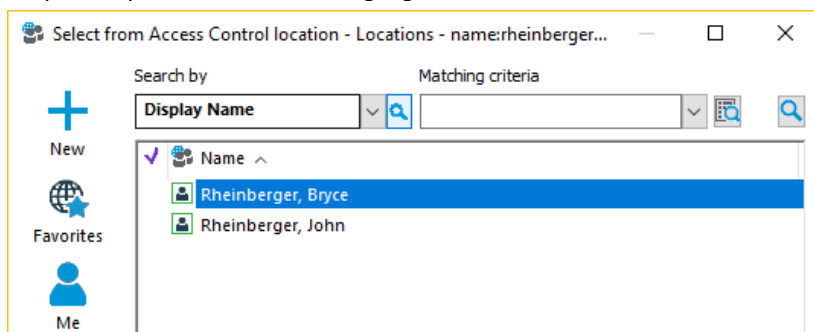 Select from Access Control location - Locations - name:rheinberger...
Search by
Matching criteria
Display Name
New
Name
Rheinberger, Bryce
Rheinberger, John
Favorites
Me